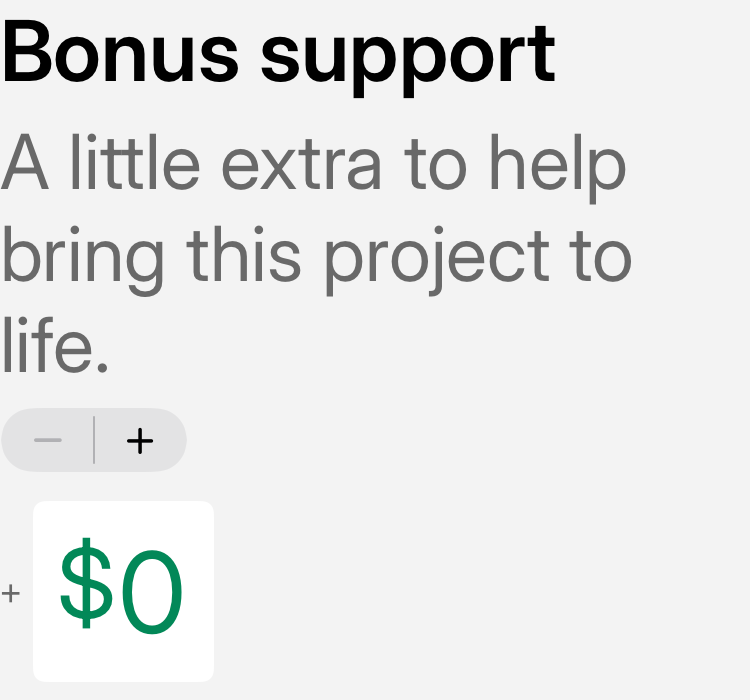 Bonus support
A little extra to help
bring this project to
life.
− +
+ $0